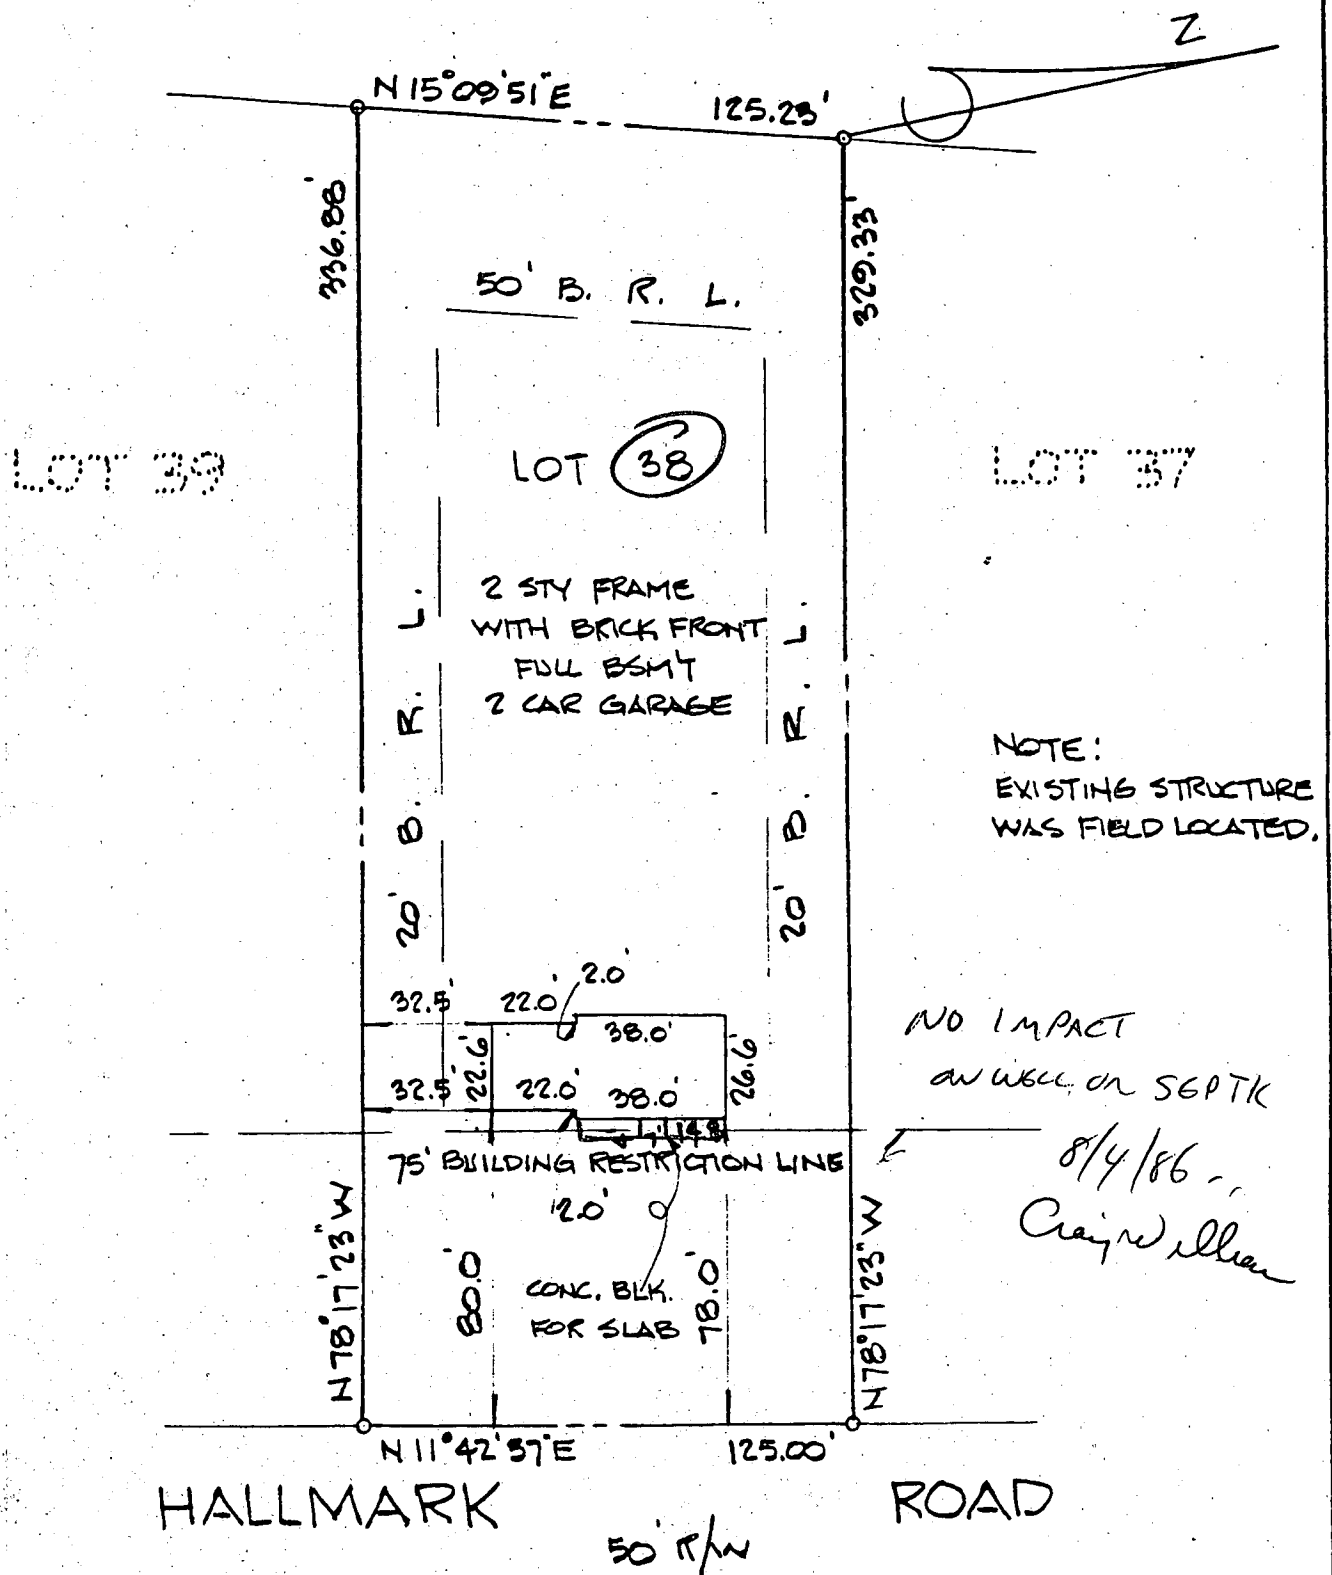 Z
N 15°09'51"E
125.23'
336.88'
329.33'
50' B. R. L.
LOT 39
LOT 38
LOT 37
2 STY FRAME
WITH BRICK FRONT
FULL BSM'T
2 CAR GARAGE
20' B. R. L.
20' B. R. L.
NOTE:
EXISTING STRUCTURE
WAS FIELD LOCATED.
2.0'
32.5'
22.0'
38.0'
22.6'
26.6'
32.5'
22.0'
38.0'
NO IMPACT
ON WELL OR SEPTIC
8/4/86
75' BUILDING RESTRICTION LINE
12.0'
N 78°17'23"W
80.0'
CONC. BLK.
FOR SLAB
78.0'
N 78°17'23"W
N 11°42'37"E
125.00'
HALLMARK ROAD
50' R/W